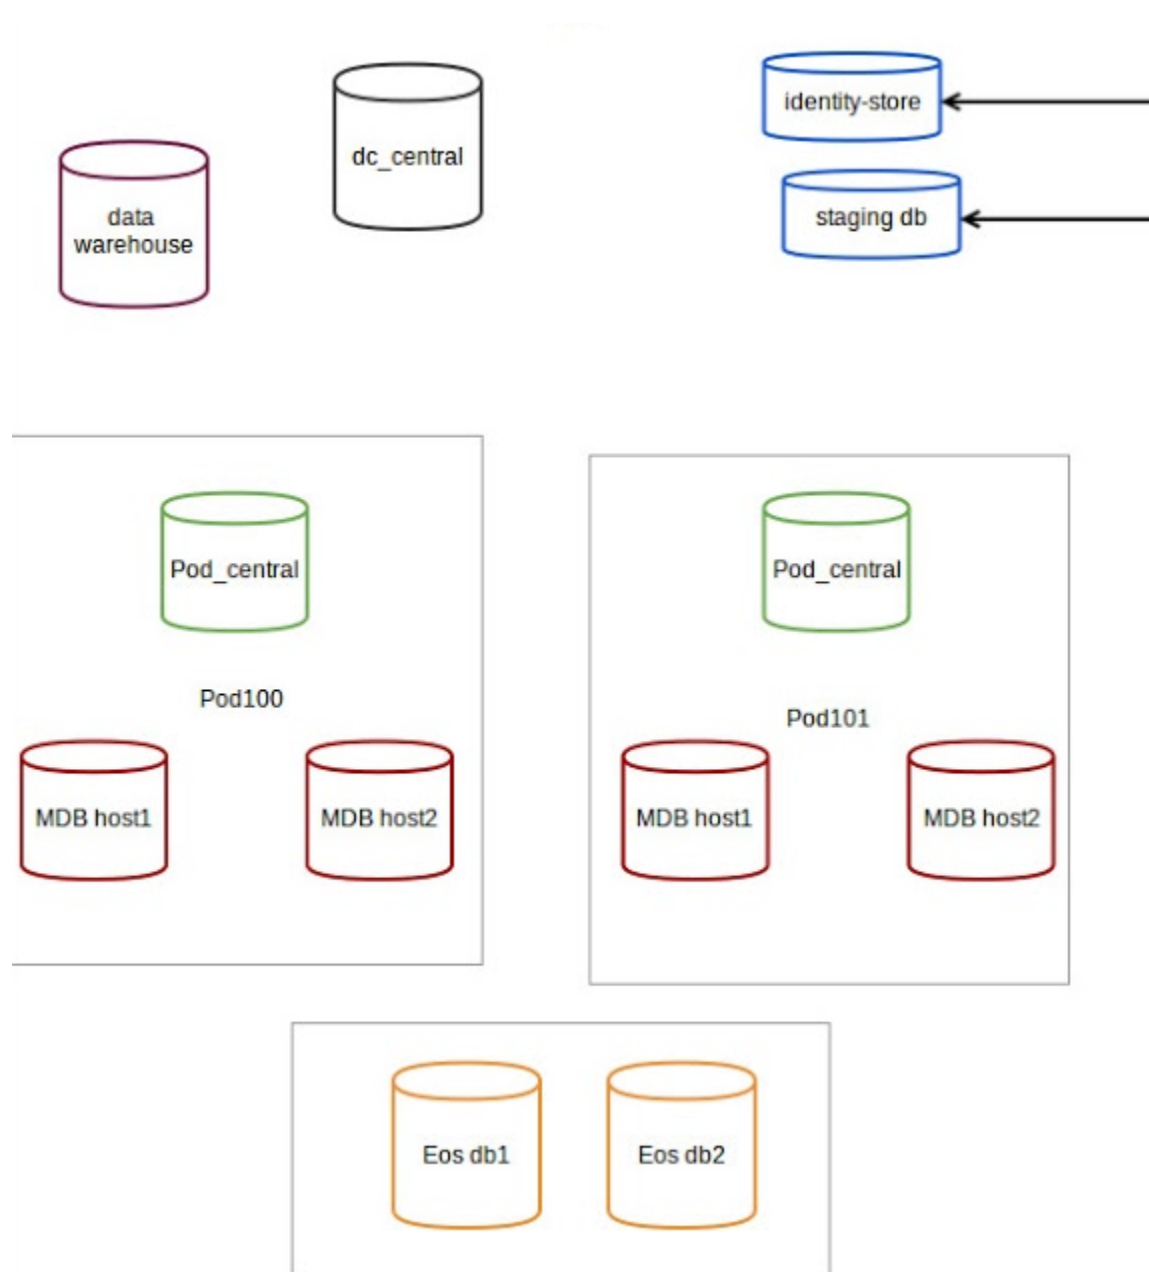 identity-store
dc_central
staging db
data
warehouse
Pod_central
Pod_central
Pod100
Pod101
MDB host1
MDB host2
MDB host1
MDB host2
Eos db1
Eos db2